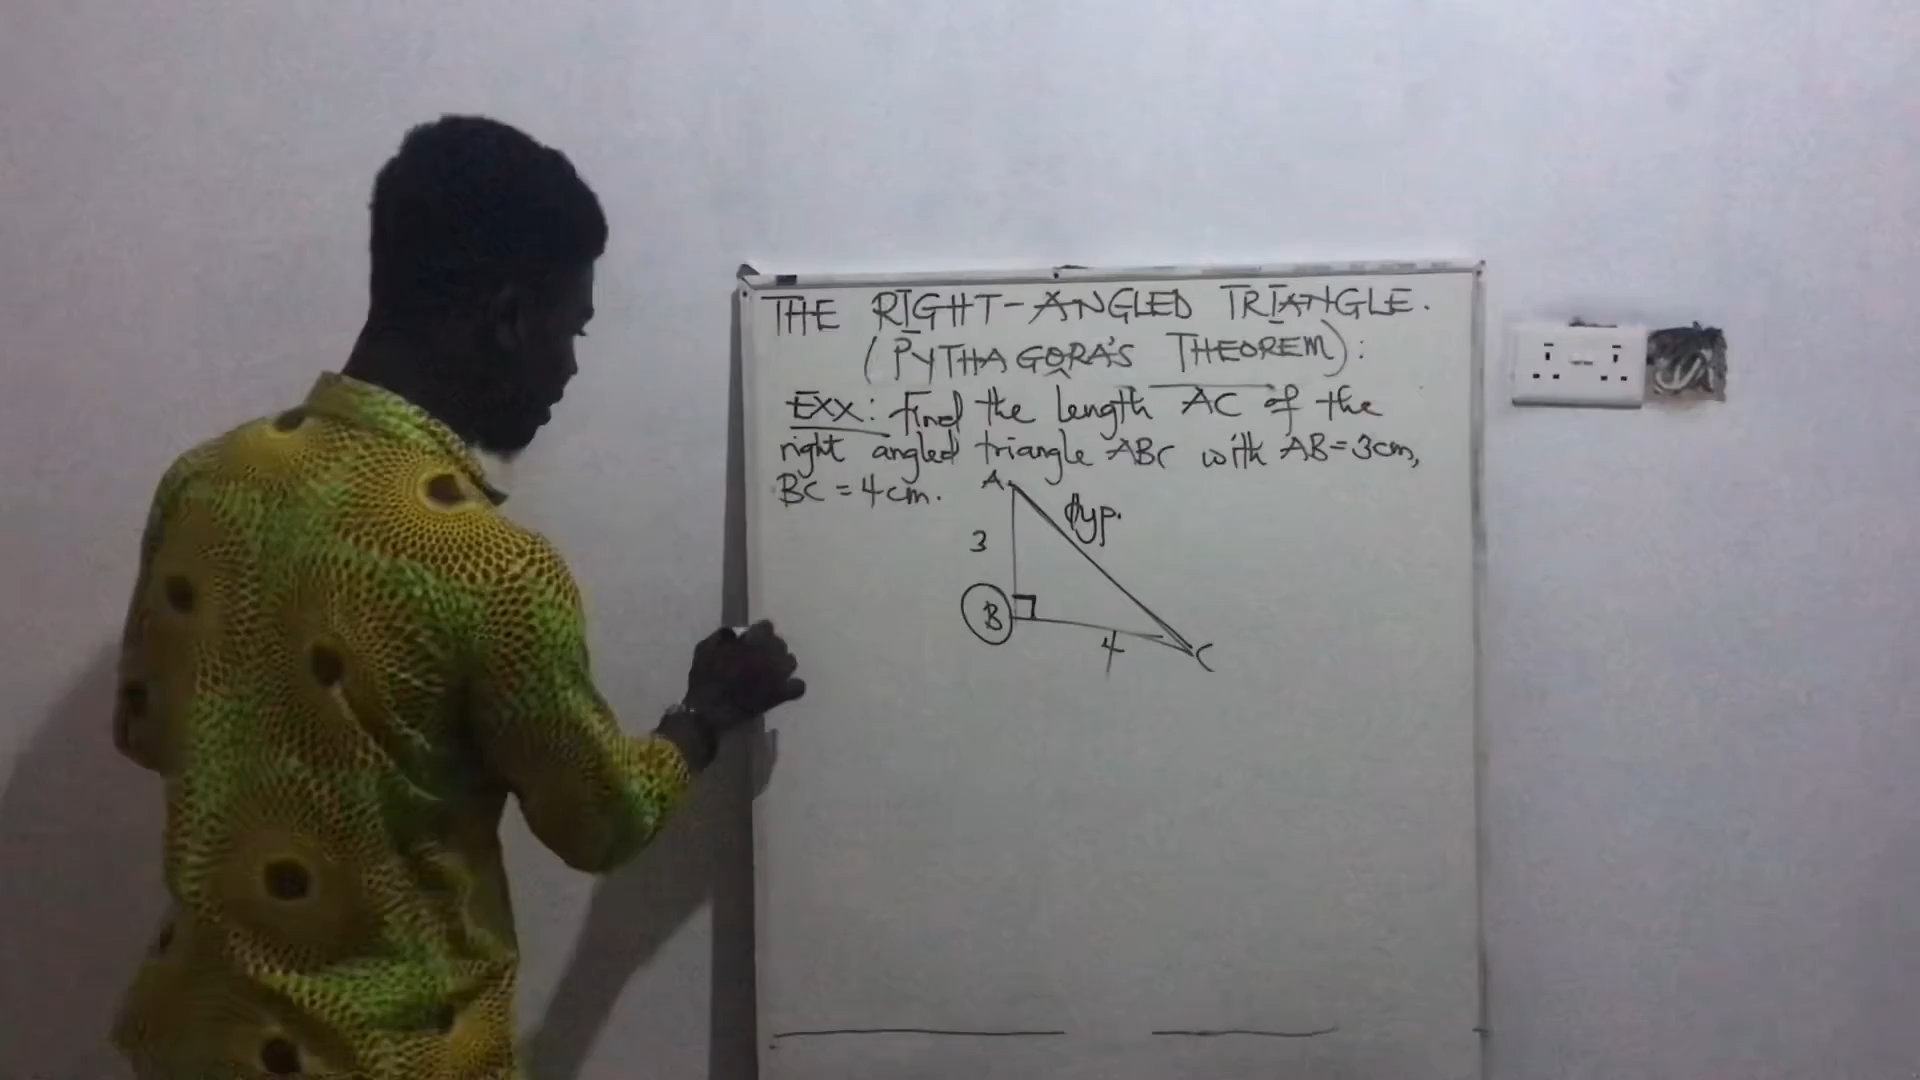 THE RIGHT-ANGLED TRIANGLE.
(PYTHAGORA'S THEOREM):
EXX: find the length AC of the
right angled triangle ABC with AB=3cm,
BC = 4cm.
A
hyp.
3
B
4
C